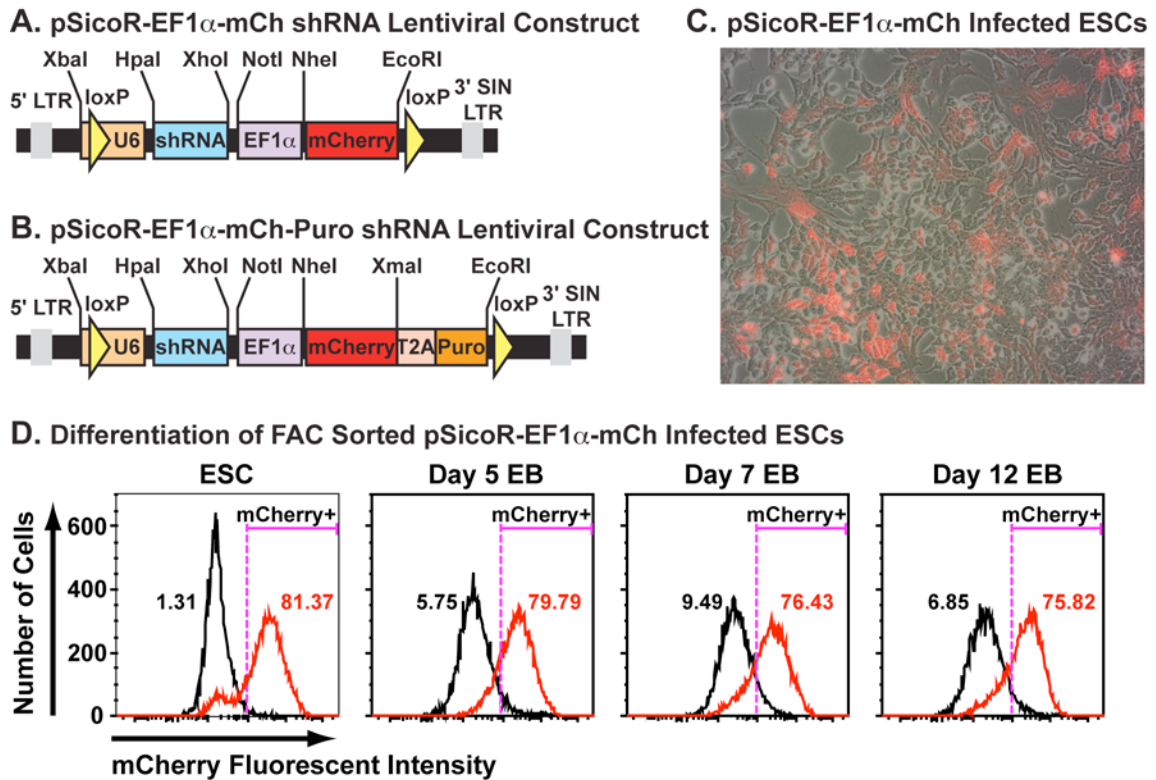 A. pSicoR-EF1α-mCh shRNA Lentiviral Construct
XbaI HpaI XhoI NotI NheI EcoRI
5' LTR loxP loxP 3' SIN LTR
U6 shRNA EF1α mCherry
B. pSicoR-EF1α-mCh-Puro shRNA Lentiviral Construct
XbaI HpaI XhoI NotI NheI XmaI EcoRI
5' LTR loxP loxP 3' SIN LTR
U6 shRNA EF1α mCherry T2A Puro
C. pSicoR-EF1α-mCh Infected ESCs
D. Differentiation of FAC Sorted pSicoR-EF1α-mCh Infected ESCs
ESC Day 5 EB Day 7 EB Day 12 EB
Number of Cells
600
400
200
0
mCherry+ mCherry+ mCherry+ mCherry+
1.31 81.37 5.75 79.79 9.49 76.43 6.85 75.82
mCherry Fluorescent Intensity